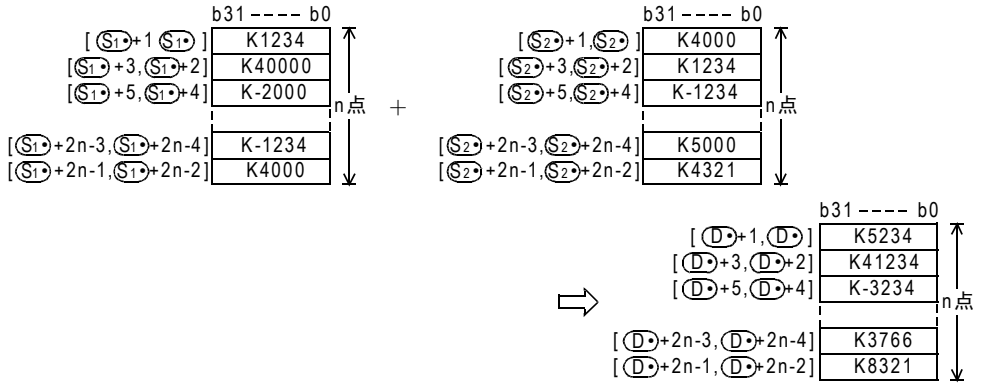 b31 ---- b0
[ S1• +1 S1• ] K1234
[ S1• +3, S1• +2] K40000
[ S1• +5, S1• +4] K-2000
n点
[ S1• +2n-3, S1• +2n-4] K-1234
[ S1• +2n-1, S1• +2n-2] K4000
+
b31 ---- b0
[ S2• +1, S2• ] K4000
[ S2• +3, S2• +2] K1234
[ S2• +5, S2• +4] K-1234
n点
[ S2• +2n-3, S2• +2n-4] K5000
[ S2• +2n-1, S2• +2n-2] K4321
b31 ---- b0
[ D• +1, D• ] K5234
[ D• +3, D• +2] K41234
[ D• +5, D• +4] K-3234
n点
[ D• +2n-3, D• +2n-4] K3766
[ D• +2n-1, D• +2n-2] K8321